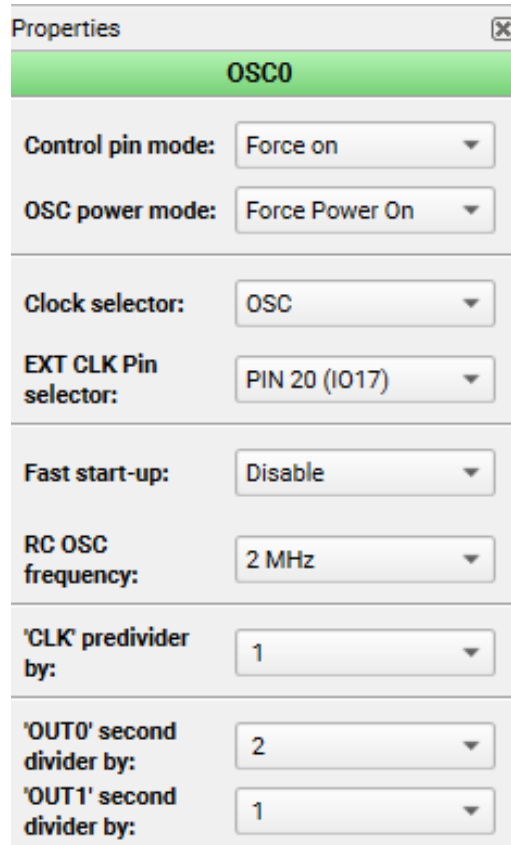 Properties
OSC0
Control pin mode: Force on
OSC power mode: Force Power On
Clock selector: OSC
EXT CLK Pin
selector: PIN 20 (IO17)
Fast start-up: Disable
RC OSC
frequency: 2 MHz
'CLK' predivider
by: 1
'OUT0' second
divider by: 2
'OUT1' second
divider by: 1